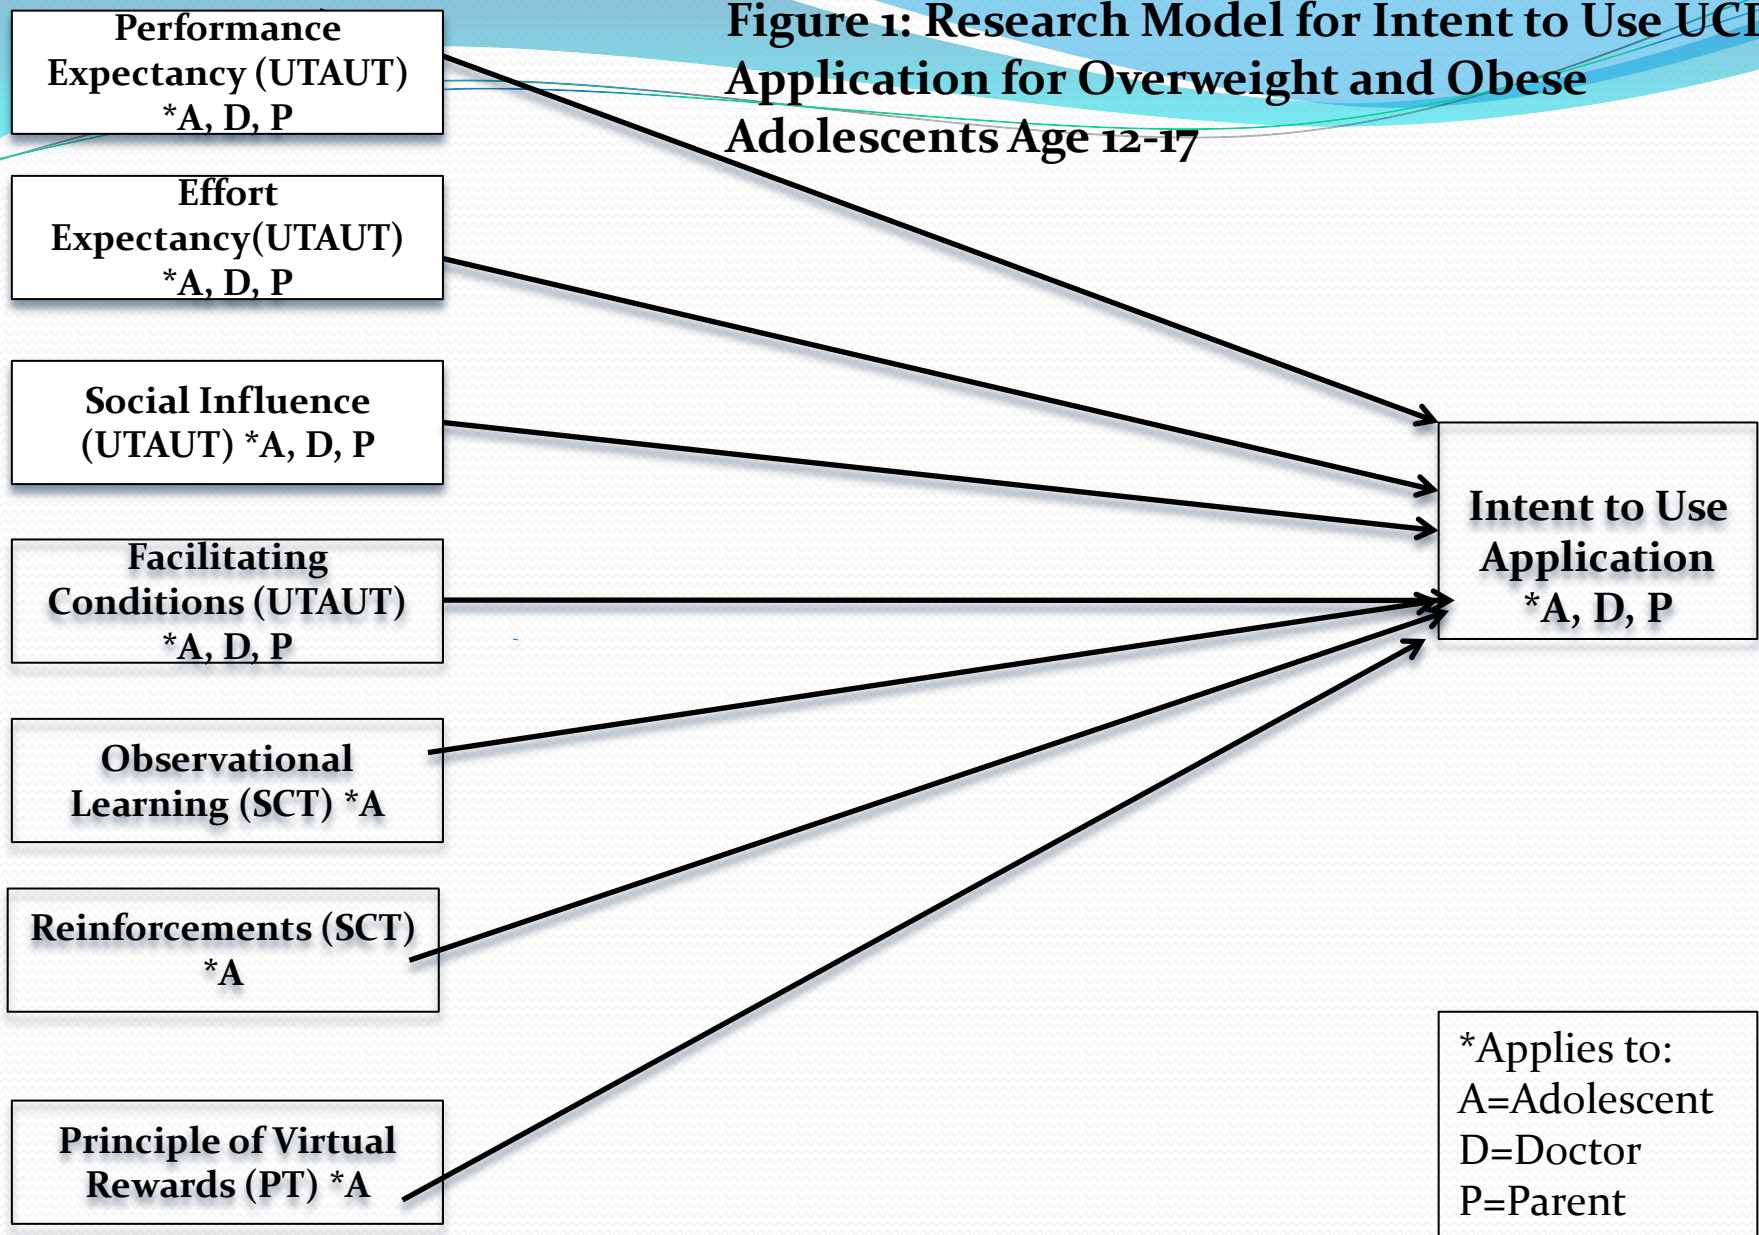 Figure 1: Research Model for Intent to Use UCD
Application for Overweight and Obese
Adolescents Age 12-17
Performance
Expectancy (UTAUT)
*A, D, P
Effort
Expectancy(UTAUT)
*A, D, P
Social Influence
(UTAUT) *A, D, P
Facilitating
Conditions (UTAUT)
*A, D, P
Observational
Learning (SCT) *A
Reinforcements (SCT)
*A
Principle of Virtual
Rewards (PT) *A
Intent to Use
Application
*A, D, P
*Applies to:
A=Adolescent
D=Doctor
P=Parent